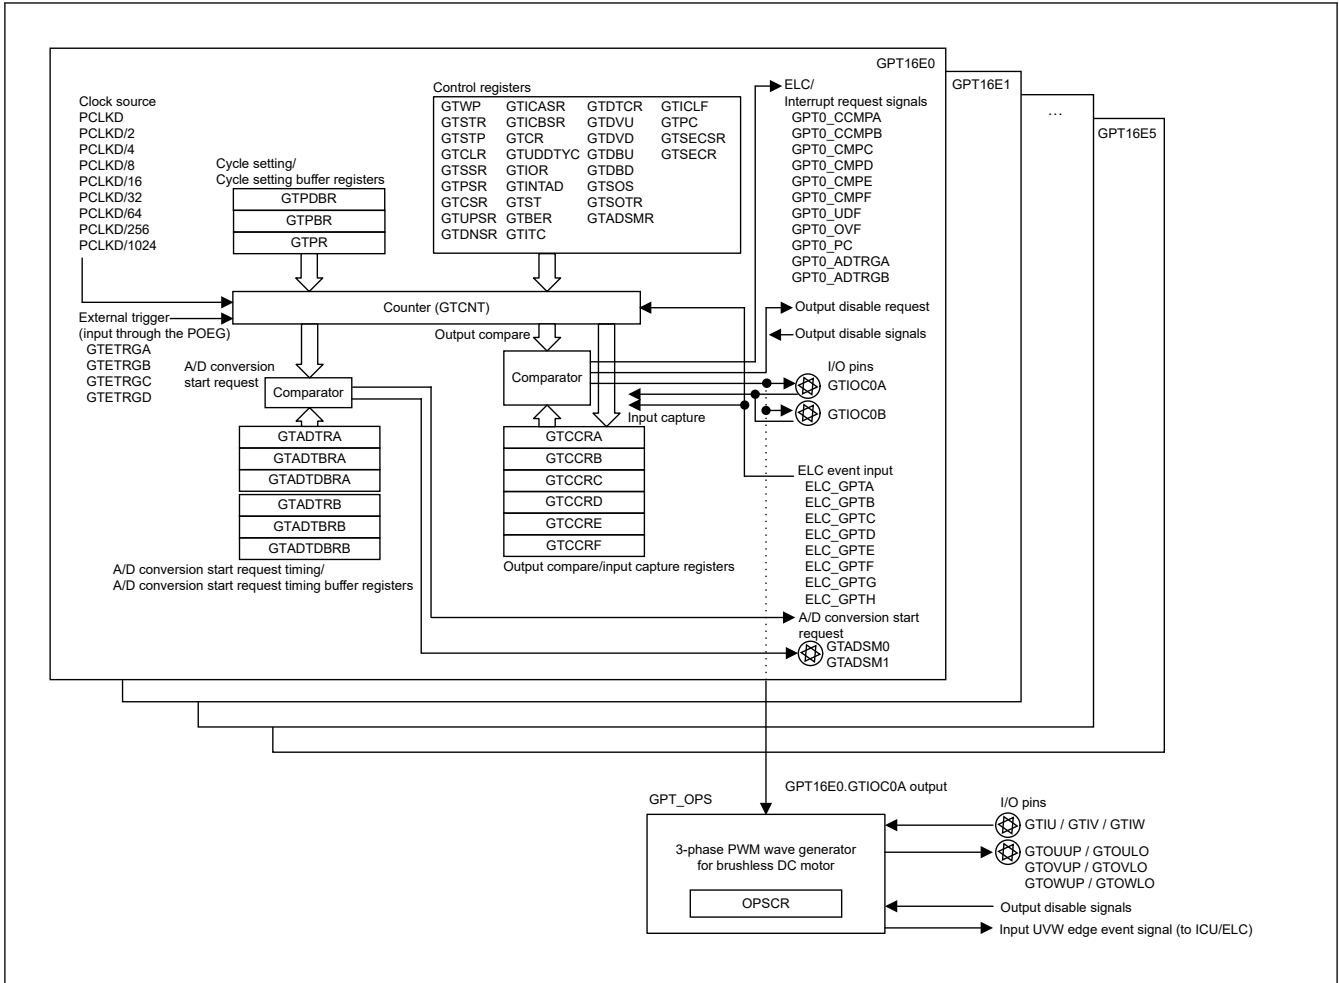 GPT16E0
GPT16E1
...
GPT16E5
Clock source
PCLKD
PCLKD/2
PCLKD/4
PCLKD/8
PCLKD/16
PCLKD/32
PCLKD/64
PCLKD/256
PCLKD/1024
Cycle setting/
Cycle setting buffer registers
GTPDBR
GTPBR
GTPR
Control registers
GTWP GTICASR GTDTCR GTICLF
GTSTR GTICBSR GTDVU GTPC
GTSTP GTCR GTDVD GTSECSR
GTCLR GTUDDTYC GTDBU GTSECR
GTSSR GTIOR GTDBD
GTPSR GTINTAD GTSOS
GTCSR GTST GTSOTR
GTUPSR GTBER GTADSMR
GTDNSR GTITC
ELC/
Interrupt request signals
GPT0_CCMPA
GPT0_CCMPB
GPT0_CMPC
GPT0_CMPD
GPT0_CMPE
GPT0_CMPF
GPT0_UDF
GPT0_OVF
GPT0_PC
GPT0_ADTRGA
GPT0_ADTRGB
Counter (GTCNT)
External trigger
(input through the POEG)
GTETRGA
GTETRGB
GTETRGC
GTETRGD
A/D conversion
start request
Comparator
GTADTRA
GTADTBRA
GTADTDBRA
GTADTRB
GTADTBRB
GTADTDBRB
A/D conversion start request timing/
A/D conversion start request timing buffer registers
Output compare
Comparator
Input capture
GTCCRA
GTCCRB
GTCCRC
GTCCRD
GTCCRE
GTCCRF
Output compare/input capture registers
Output disable request
Output disable signals
I/O pins
GTIOC0A
GTIOC0B
ELC event input
ELC_GPTA
ELC_GPTB
ELC_GPTC
ELC_GPTD
ELC_GPTE
ELC_GPTF
ELC_GPTG
ELC_GPTH
A/D conversion start
request
GTADSM0
GTADSM1
GPT16E0.GTIOC0A output
GPT_OPS
3-phase PWM wave generator
for brushless DC motor
OPSCR
I/O pins
GTIU / GTIV / GTIW
GTOUUP / GTOULO
GTOVUP / GTOVLO
GTOWUP / GTOWLO
Output disable signals
Input UVW edge event signal (to ICU/ELC)